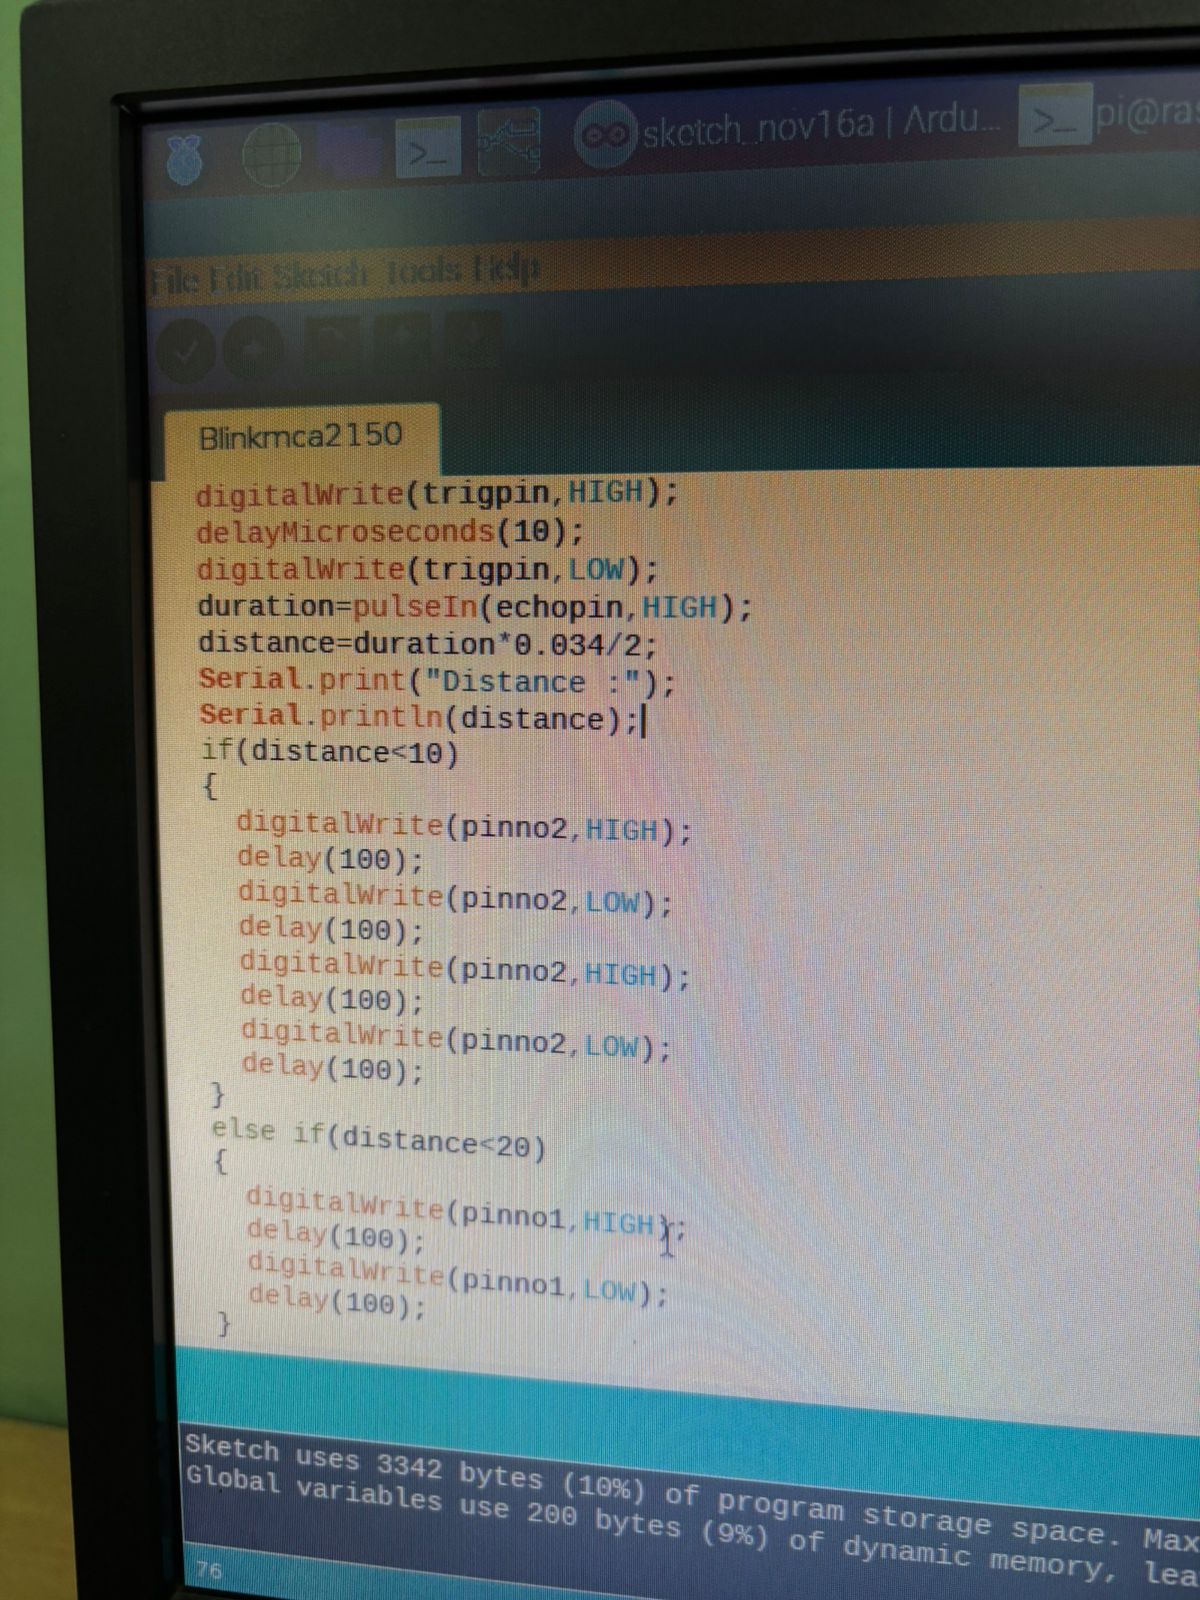 sketch_nov16a | Ardu...
pi@ras
File Edit Sketch Tools Help
Blinkmca2150
digitalWrite(trigpin,HIGH);
delayMicroseconds(10);
digitalWrite(trigpin,LOW);
duration=pulseIn(echopin,HIGH);
distance=duration*0.034/2;
Serial.print("Distance :");
Serial.println(distance);
if(distance<10)
{
digitalWrite(pinno2,HIGH);
delay(100);
digitalWrite(pinno2,LOW);
delay(100);
digitalWrite(pinno2,HIGH);
delay(100);
digitalWrite(pinno2,LOW);
delay(100);
}
else if(distance<20)
{
digitalWrite(pinno1,HIGH);
delay(100);
digitalWrite(pinno1,LOW);
delay(100);
}
Sketch uses 3342 bytes (10%) of program storage space. Max
Global variables use 200 bytes (9%) of dynamic memory, lea
76